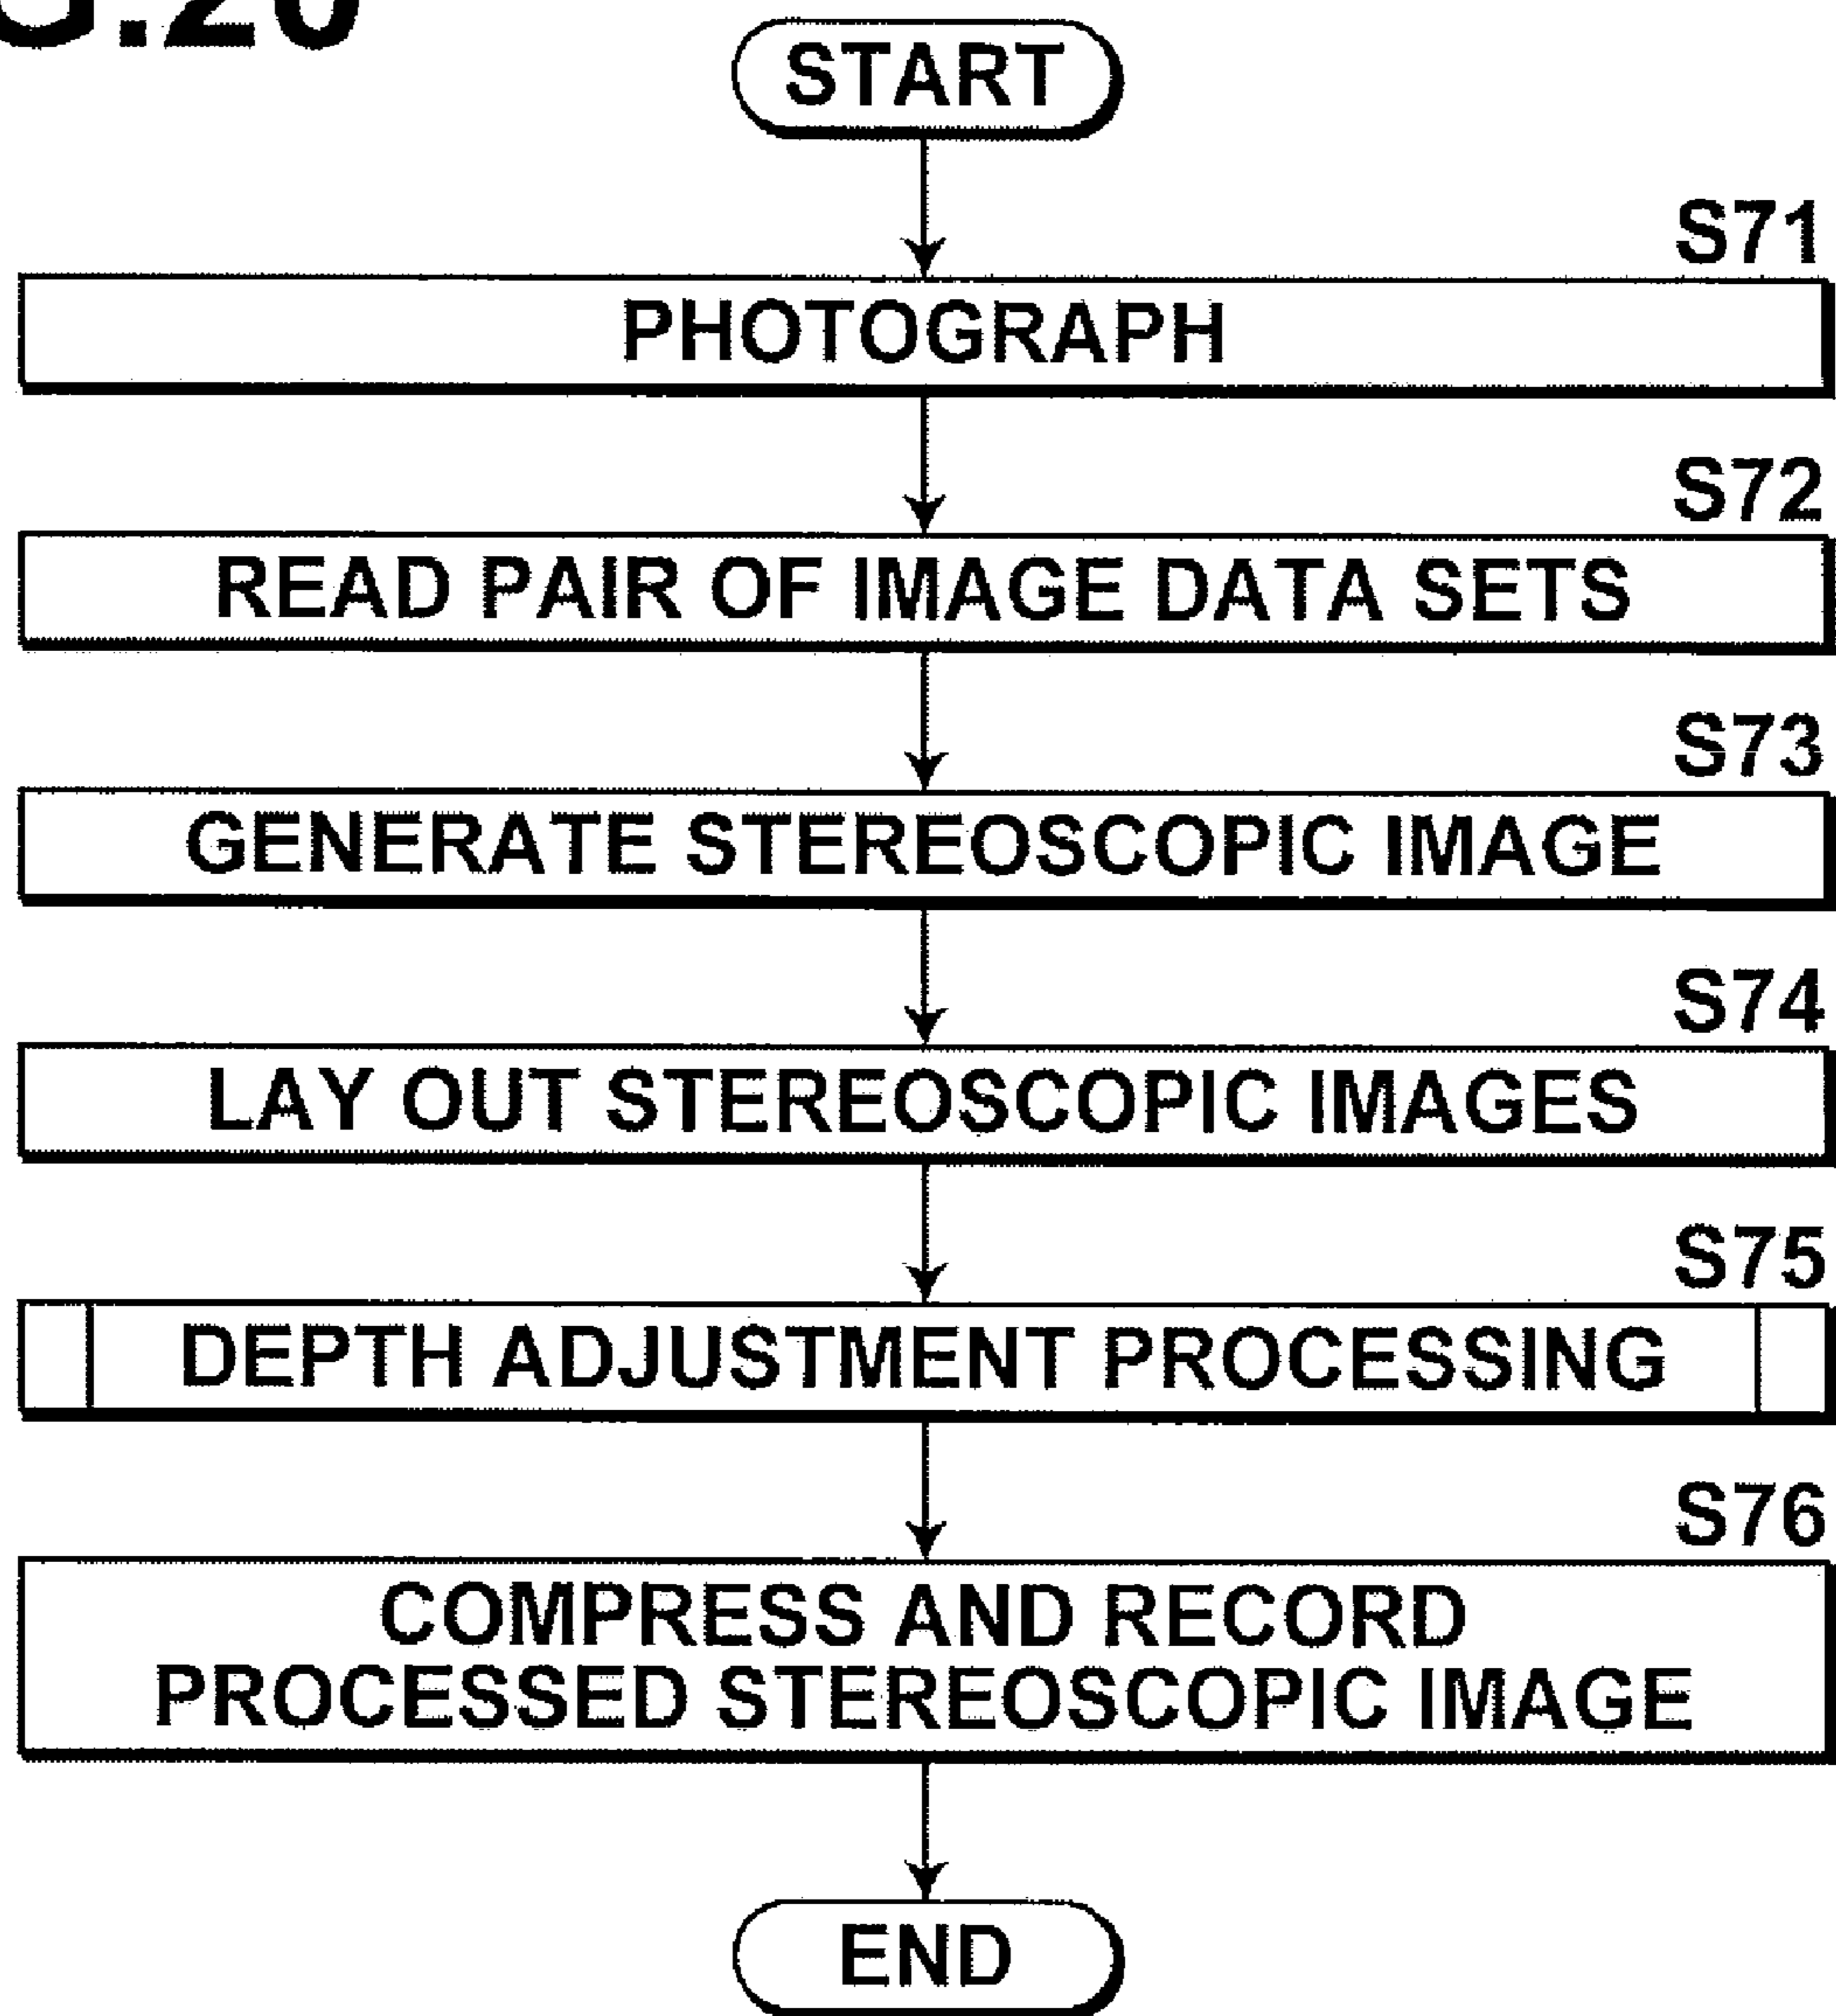 START
S71
PHOTOGRAPH
S72
READ PAIR OF IMAGE DATA SETS
S73
GENERATE STEREOSCOPIC IMAGE
S74
LAY OUT STEREOSCOPIC IMAGES
S75
DEPTH ADJUSTMENT PROCESSING
S76
COMPRESS AND RECORD
PROCESSED STEREOSCOPIC IMAGE
END